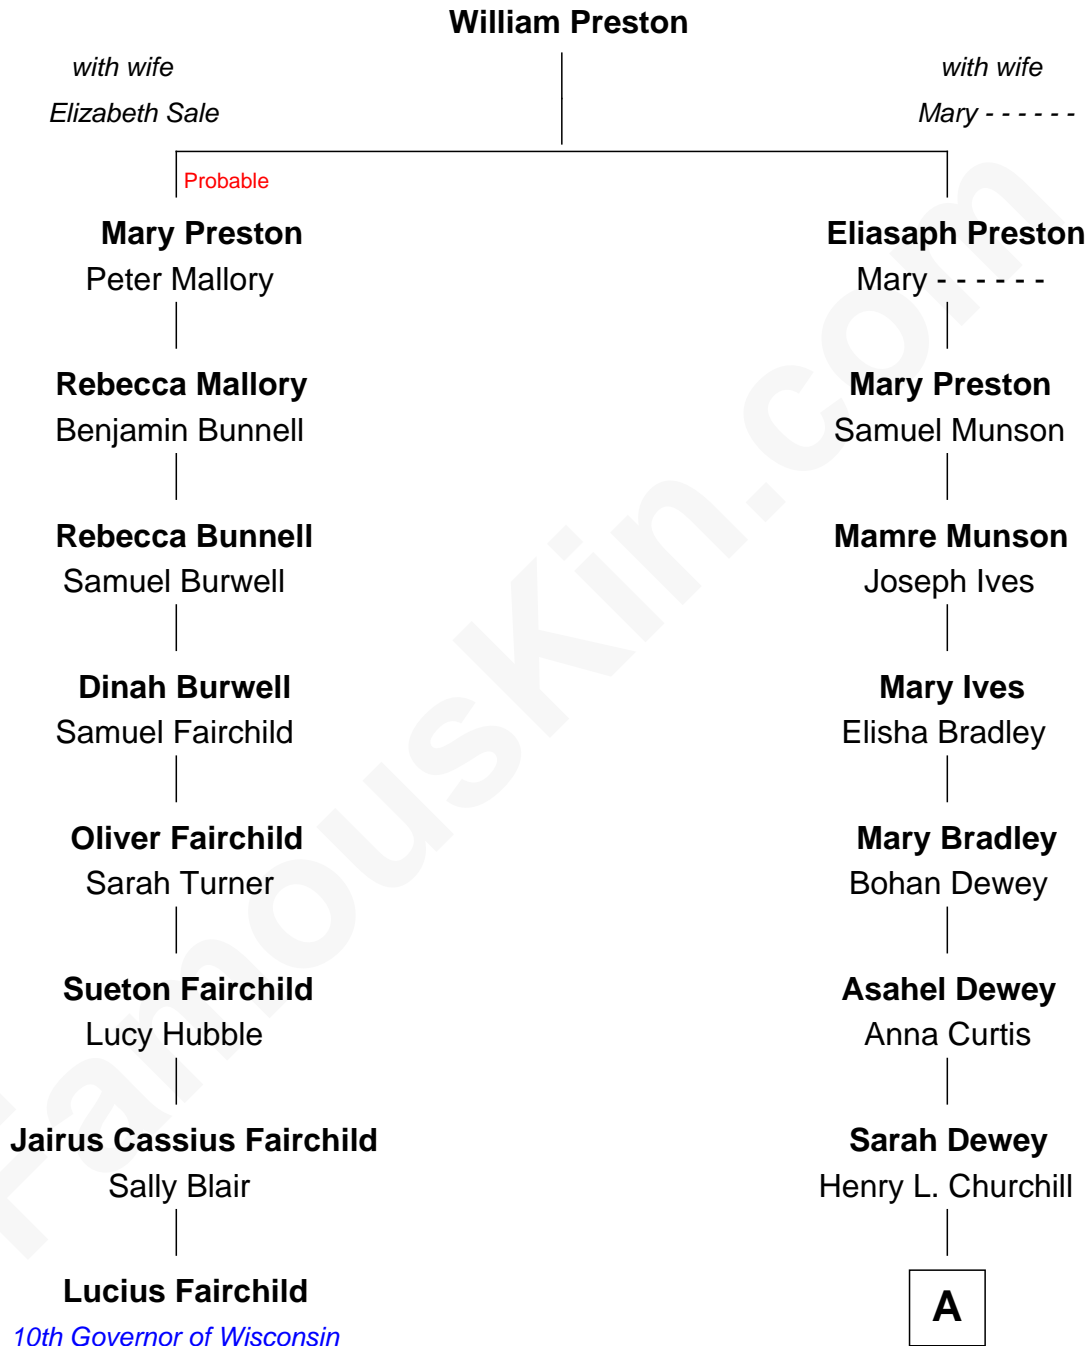 William Preston
with wife
Elizabeth Sale
with wife
Mary - - - - - -
Probable
Mary Preston
Peter Mallory
Eliasaph Preston
Mary - - - - - -
Rebecca Mallory
Benjamin Bunnell
Mary Preston
Samuel Munson
Rebecca Bunnell
Samuel Burwell
Mamre Munson
Joseph Ives
Dinah Burwell
Samuel Fairchild
Mary Ives
Elisha Bradley
Oliver Fairchild
Sarah Turner
Mary Bradley
Bohan Dewey
Sueton Fairchild
Lucy Hubble
Asahel Dewey
Anna Curtis
Jairus Cassius Fairchild
Sally Blair
Sarah Dewey
Henry L. Churchill
Lucius Fairchild
10th Governor of Wisconsin
A
FamousKin.com